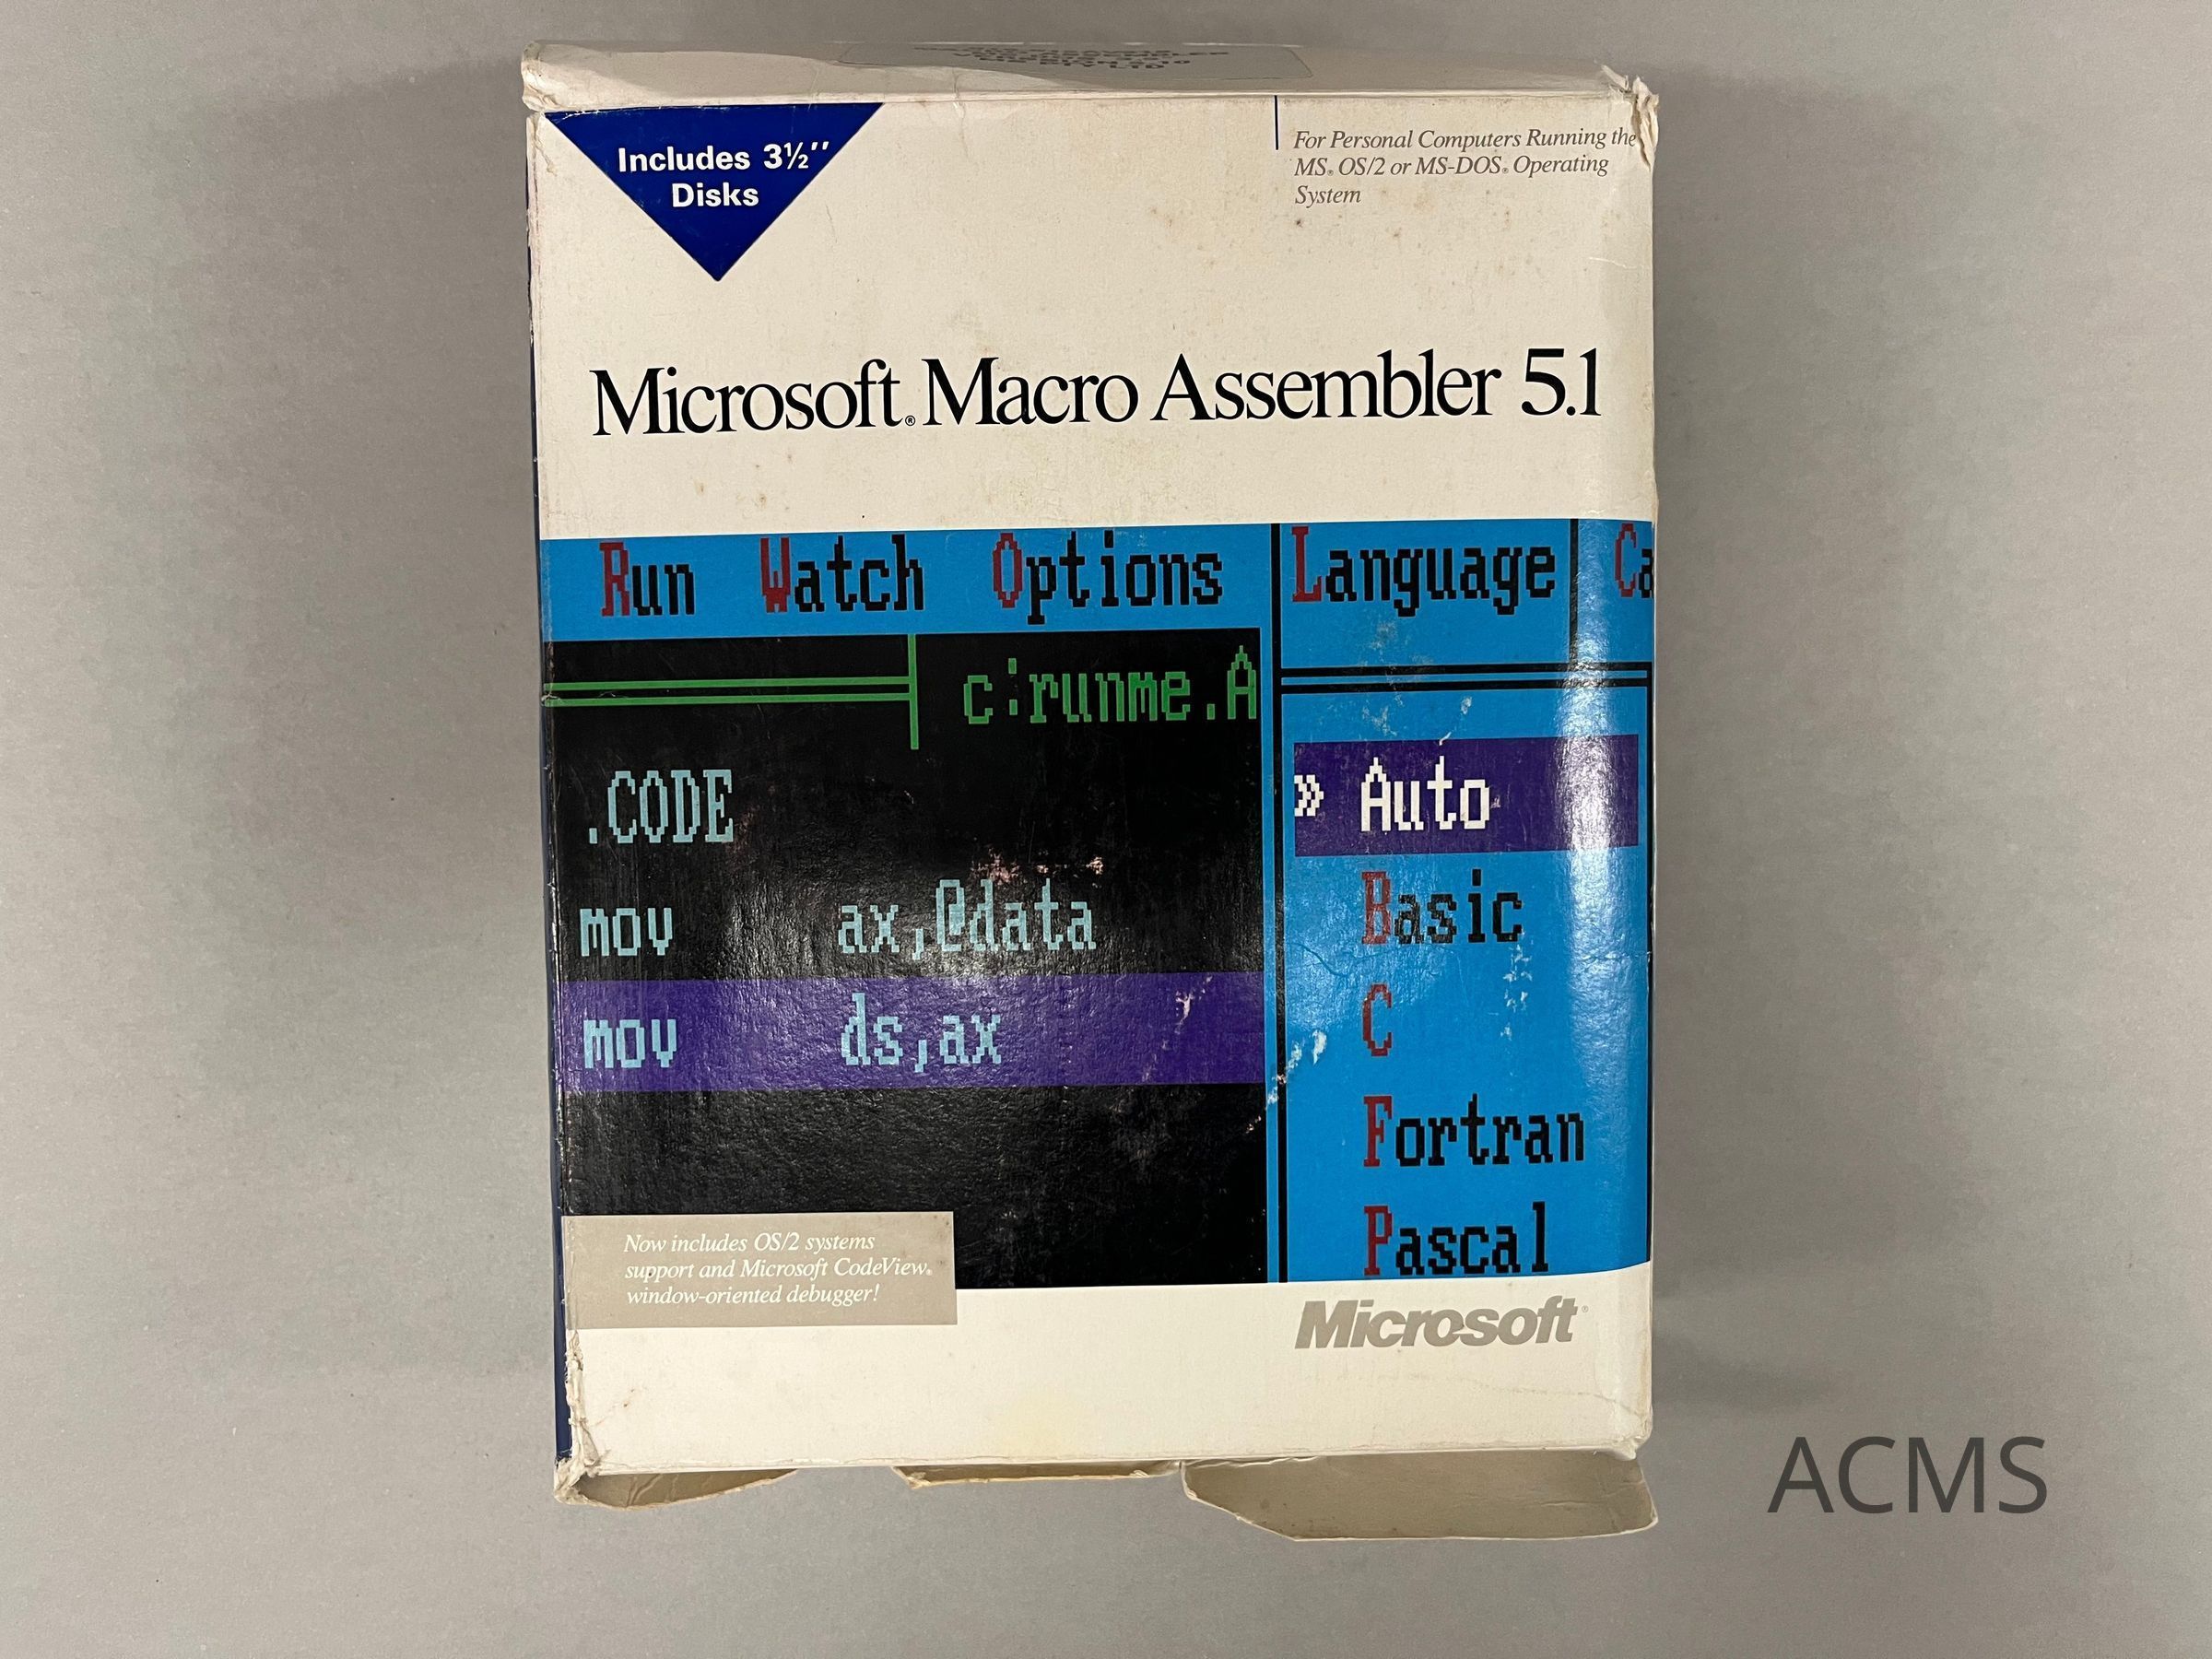 Includes 3½"
Disks
For Personal Computers Running the
MS® OS/2 or MS-DOS® Operating
System
Microsoft® Macro Assembler 5.1
Run Watch Options Language Ca
c:runme.A
.CODE
» Auto
mov ax,@data
Basic
mov ds,ax
C
Fortran
Pascal
Now includes OS/2 systems
support and Microsoft CodeView®
window-oriented debugger!
Microsoft®
ACMS